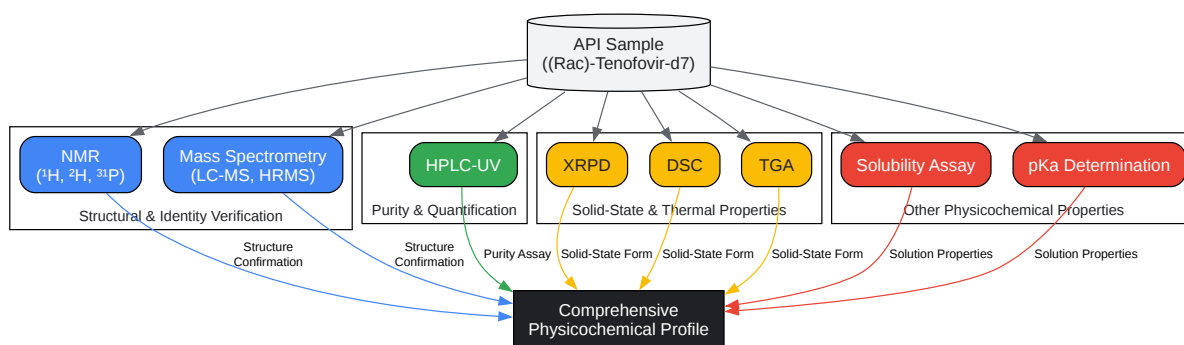 API Sample
((Rac)-Tenofovir-d7)
NMR
(¹H, ²H, ³¹P)
Mass Spectrometry
(LC-MS, HRMS)
Structural & Identity Verification
HPLC-UV
Purity & Quantification
XRPD
DSC
TGA
Solid-State & Thermal Properties
Solubility Assay
pKa Determination
Other Physicochemical Properties
Structure
Confirmation
Structure
Confirmation
Purity Assay
Solid-State Form
Solid-State Form
Solid-State Form
Solution Properties
Solution Properties
Comprehensive
Physicochemical Profile